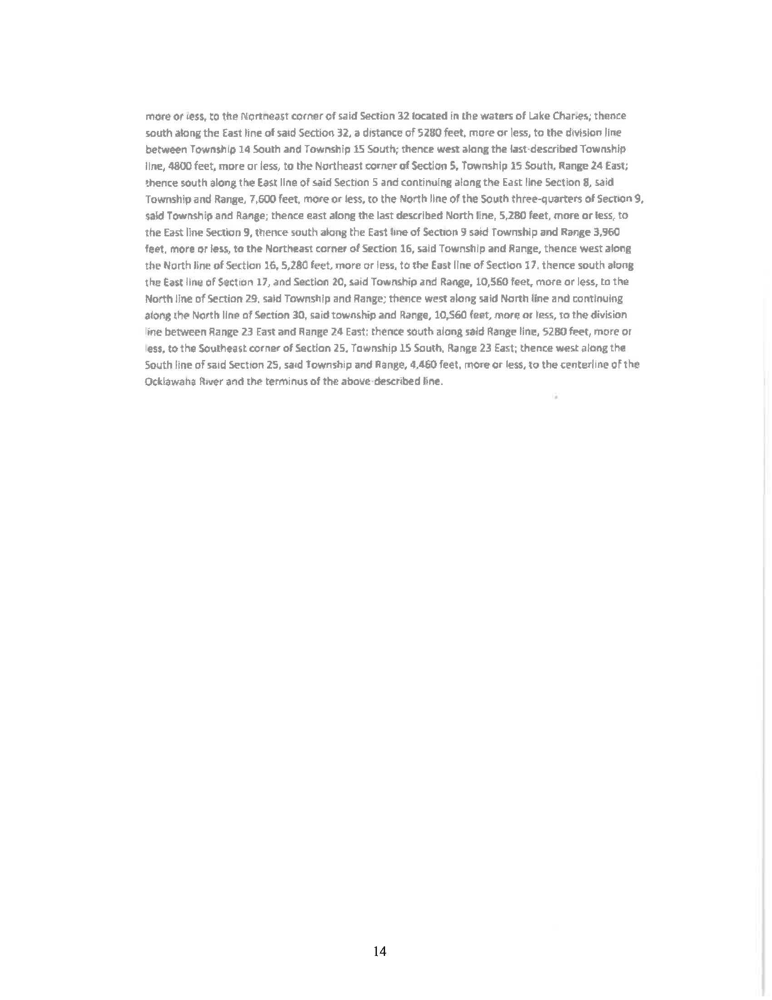 more or less, to the Northeast corner of said Section 32 located in the waters of Lake Charles; thence
south along the East line of said Section 32, a distance of 5280 feet, more or less, to the division line
between Township 14 South and Township 15 South; thence west along the last-described Township
line, 4800 feet, more or less, to the Northeast corner of Section 5, Township 15 South, Range 24 East;
thence south along the East line of said Section 5 and continuing along the East line Section 8, said
Township and Range, 7,600 feet, more or less, to the North line of the South three-quarters of Section 9,
said Township and Range; thence east along the last described North line, 5,280 feet, more or less, to
the East line Section 9, thence south along the East line of Section 9 said Township and Range 3,960
feet, more or less, to the Northeast corner of Section 16, said Township and Range, thence west along
the North line of Section 16, 5,280 feet, more or less, to the East line of Section 17, thence south along
the East line of Section 17, and Section 20, said Township and Range, 10,560 feet, more or less, to the
North line of Section 29, said Township and Range; thence west along said North line and continuing
along the North line of Section 30, said township and Range, 10,560 feet, more or less, to the division
line between Range 23 East and Range 24 East; thence south along said Range line, 5280 feet, more or
less, to the Southeast corner of Section 25, Township 15 South, Range 23 East; thence west along the
South line of said Section 25, said Township and Range, 4,460 feet, more or less, to the centerline of the
Ocklawaha River and the terminus of the above-described line.
14